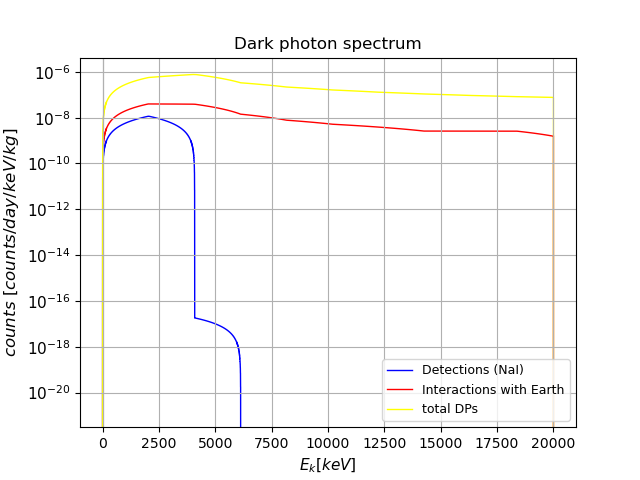 Dark photon spectrum
counts [counts/day/keV/kg]
10⁻⁶
10⁻⁸
10⁻¹⁰
10⁻¹²
10⁻¹⁴
10⁻¹⁶
10⁻¹⁸
10⁻²⁰
Detections (NaI)
Interactions with Earth
total DPs
0 2500 5000 7500 10000 12500 15000 17500 20000
Eₖ[keV]